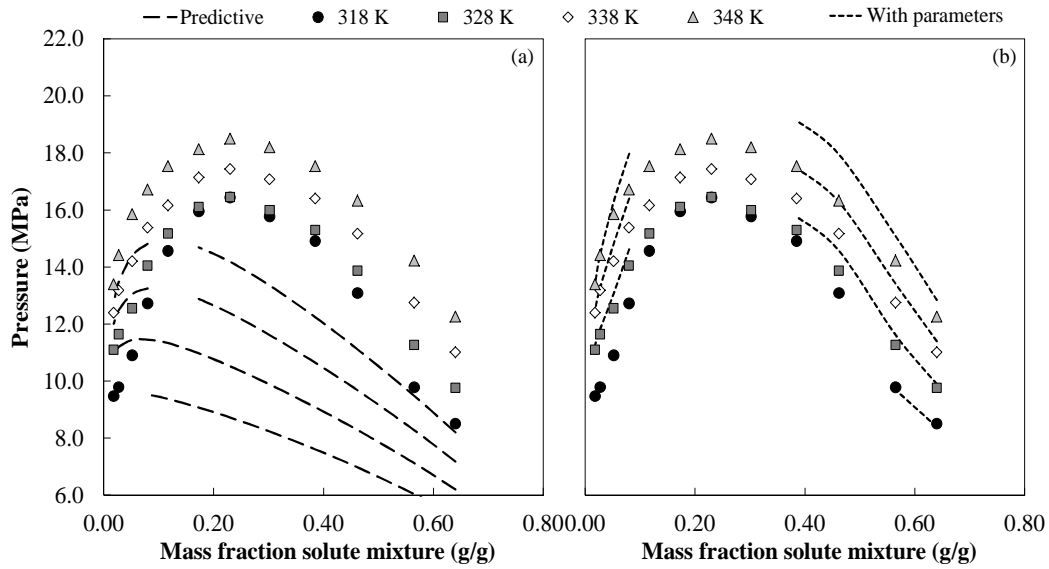 Predictive 318 K 328 K 338 K 348 K With parameters
(a)
(b)
Pressure (MPa)
22.0
20.0
18.0
16.0
14.0
12.0
10.0
8.0
6.0
0.00 0.20 0.40 0.60 0.80
0.00 0.20 0.40 0.60 0.80
Mass fraction solute mixture (g/g)
Mass fraction solute mixture (g/g)